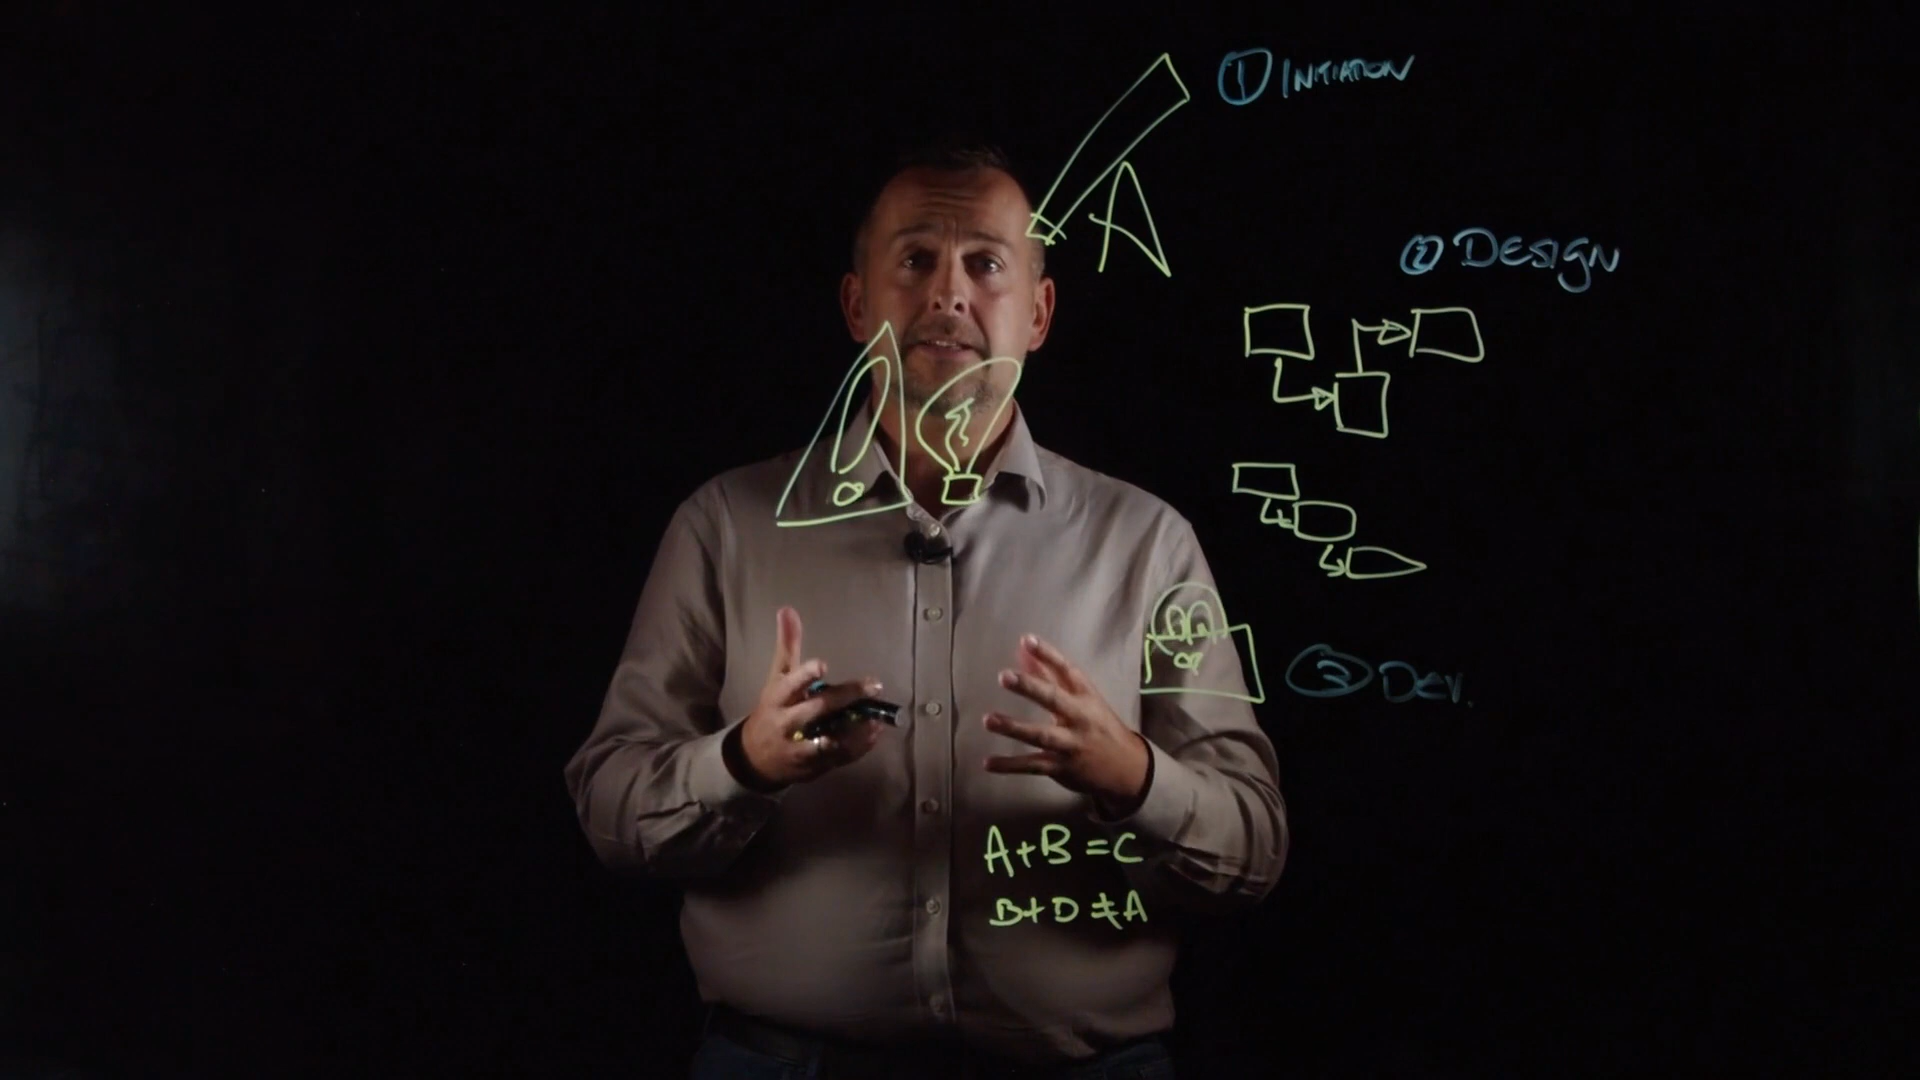 ① INITIATION
② DESIGN
③ DEV.
A+B=C
B+D≠A